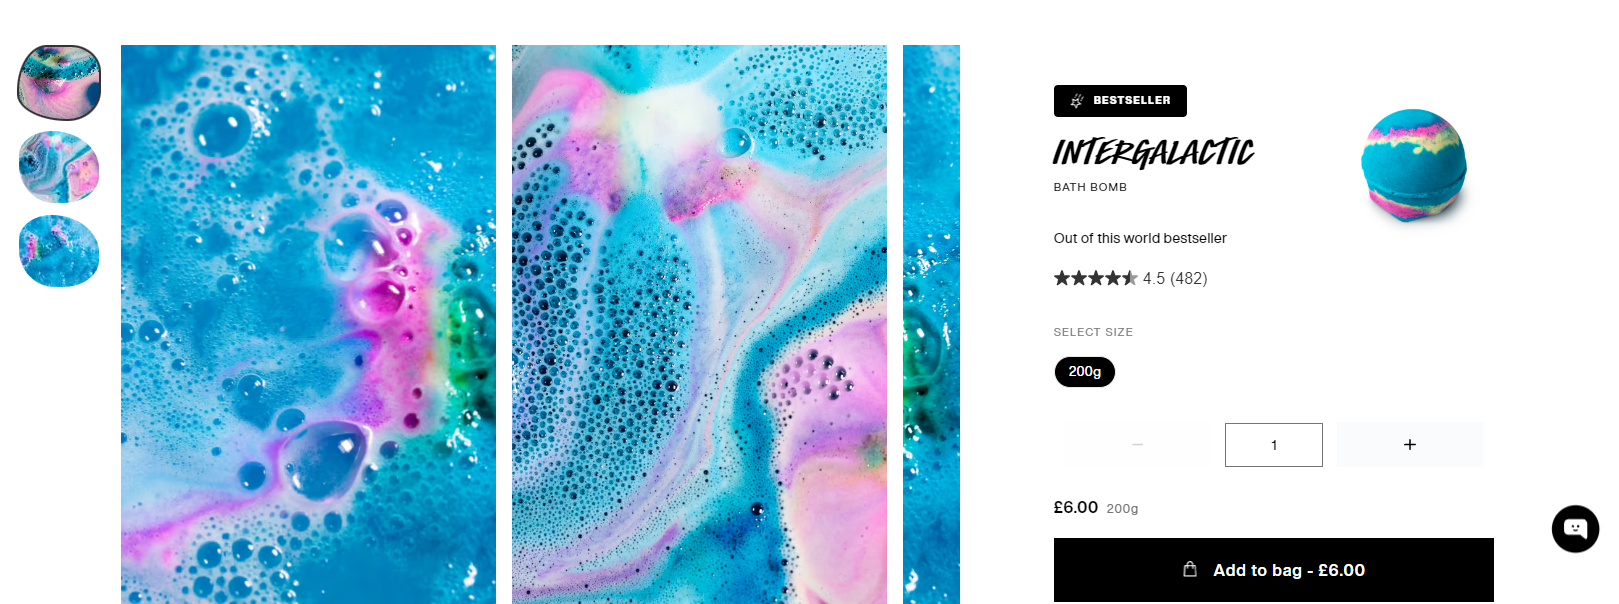 BESTSELLER
INTERGALACTIC
BATH BOMB
Out of this world bestseller
4.5 (482)
SELECT SIZE
200g
− 1 +
£6.00 200g
Add to bag - £6.00